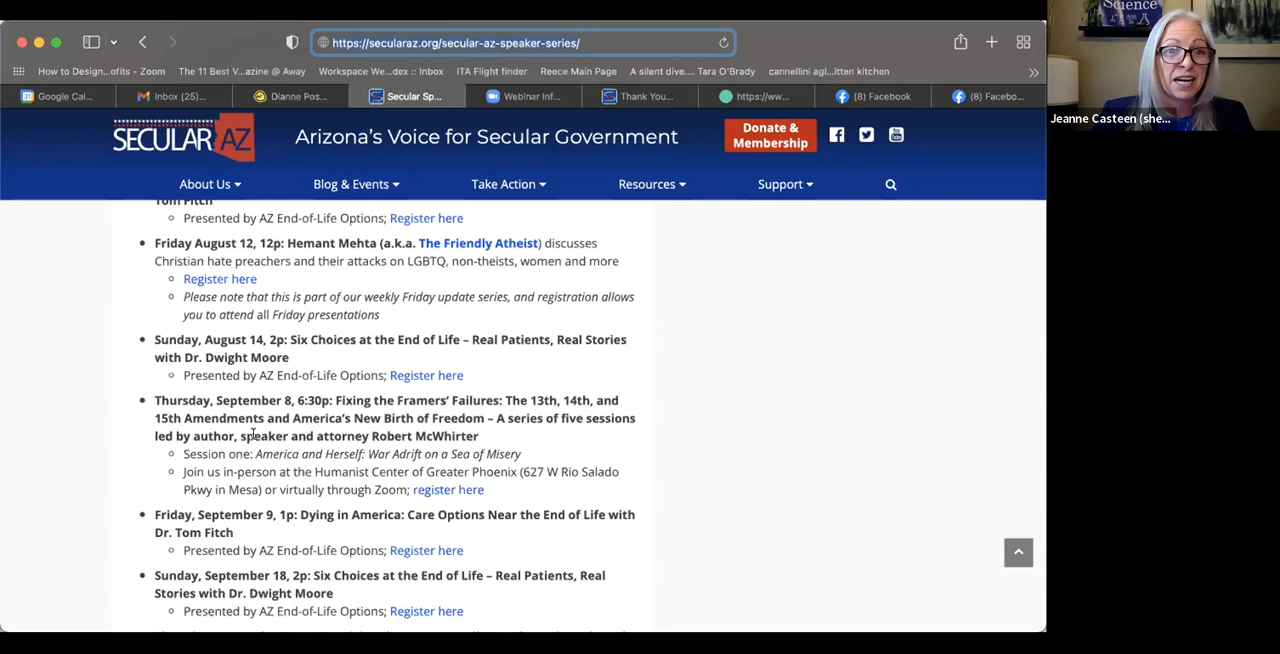 https://secularaz.org/secular-az-speaker-series/
How to Design...ofits - Zoom The 11 Best V...azine @ Away Workspace We...dex :: Inbox ITA Flight finder Reece Main Page A silent dive.... Tara O'Brady cannellini agl...itten kitchen
Google Cal... Inbox (25)... Dianne Pos... Secular Sp... Webinar Inf... Thank You... https://ww... (8) Facebook (8) Facebo...
SECULAR AZ
Arizona's Voice for Secular Government
Donate &
Membership
About Us Blog & Events Take Action Resources Support
Tom Fitch
Presented by AZ End-of-Life Options; Register here
Friday August 12, 12p: Hemant Mehta (a.k.a. The Friendly Atheist) discusses
Christian hate preachers and their attacks on LGBTQ, non-theists, women and more
Register here
Please note that this is part of our weekly Friday update series, and registration allows
you to attend all Friday presentations
Sunday, August 14, 2p: Six Choices at the End of Life – Real Patients, Real Stories
with Dr. Dwight Moore
Presented by AZ End-of-Life Options; Register here
Thursday, September 8, 6:30p: Fixing the Framers' Failures: The 13th, 14th, and
15th Amendments and America's New Birth of Freedom – A series of five sessions
led by author, speaker and attorney Robert McWhirter
Session one: America and Herself: War Adrift on a Sea of Misery
Join us in-person at the Humanist Center of Greater Phoenix (627 W Rio Salado
Pkwy in Mesa) or virtually through Zoom; register here
Friday, September 9, 1p: Dying in America: Care Options Near the End of Life with
Dr. Tom Fitch
Presented by AZ End-of-Life Options; Register here
Sunday, September 18, 2p: Six Choices at the End of Life – Real Patients, Real
Stories with Dr. Dwight Moore
Presented by AZ End-of-Life Options; Register here
Science
Jeanne Casteen (she...